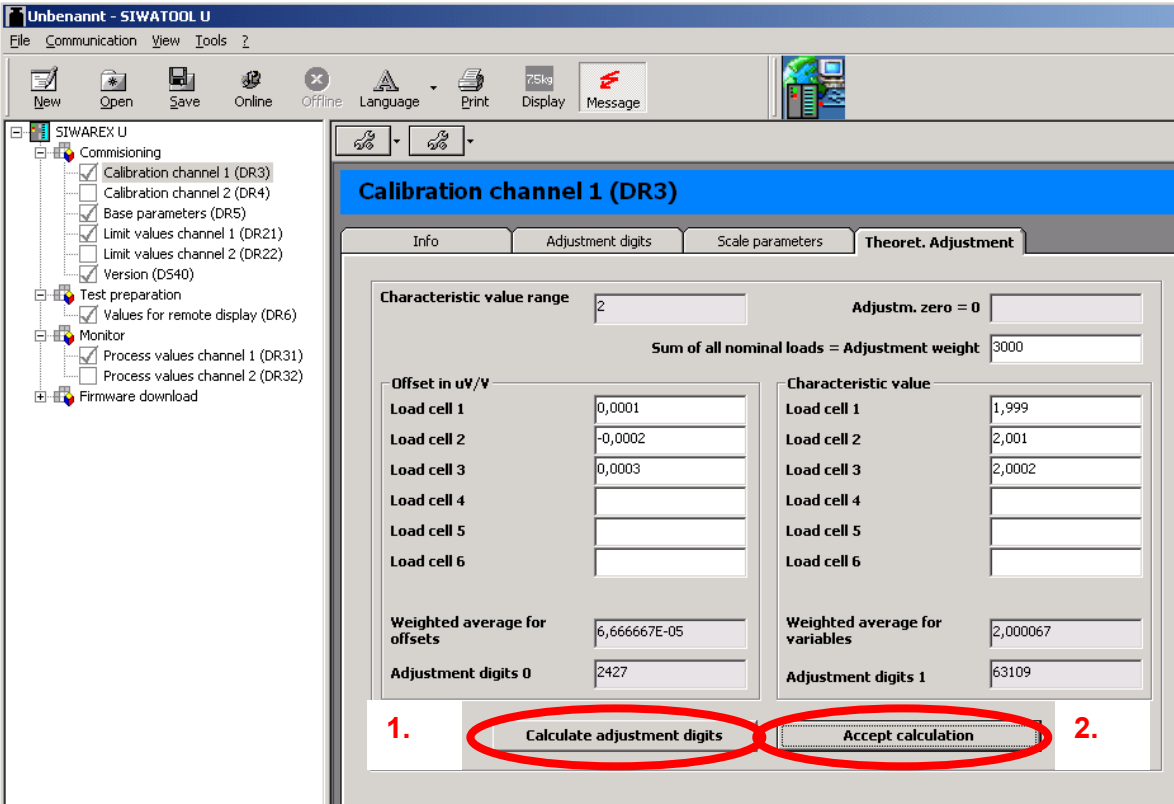 Unbenannt - SIWATOOL U
File Communication View Tools ?
New Open Save Online Offline Language Print 7.5kg Display Message
SIWAREX U
Commisioning
Calibration channel 1 (DR3)
Calibration channel 2 (DR4)
Base parameters (DR5)
Limit values channel 1 (DR21)
Limit values channel 2 (DR22)
Version (DS40)
Test preparation
Values for remote display (DR6)
Monitor
Process values channel 1 (DR31)
Process values channel 2 (DR32)
Firmware download
Calibration channel 1 (DR3)
Info Adjustment digits Scale parameters Theoret. Adjustment
Characteristic value range 2 Adjustm. zero = 0
Sum of all nominal loads = Adjustment weight 3000
Offset in uV/V
Load cell 1 0,0001
Load cell 2 -0,0002
Load cell 3 0,0003
Load cell 4
Load cell 5
Load cell 6
Weighted average for
offsets
6,666667E-05
Adjustment digits 0 2427
Characteristic value
Load cell 1 1,999
Load cell 2 2,001
Load cell 3 2,0002
Load cell 4
Load cell 5
Load cell 6
Weighted average for
variables
2,000067
Adjustment digits 1 63109
1. Calculate adjustment digits Accept calculation 2.